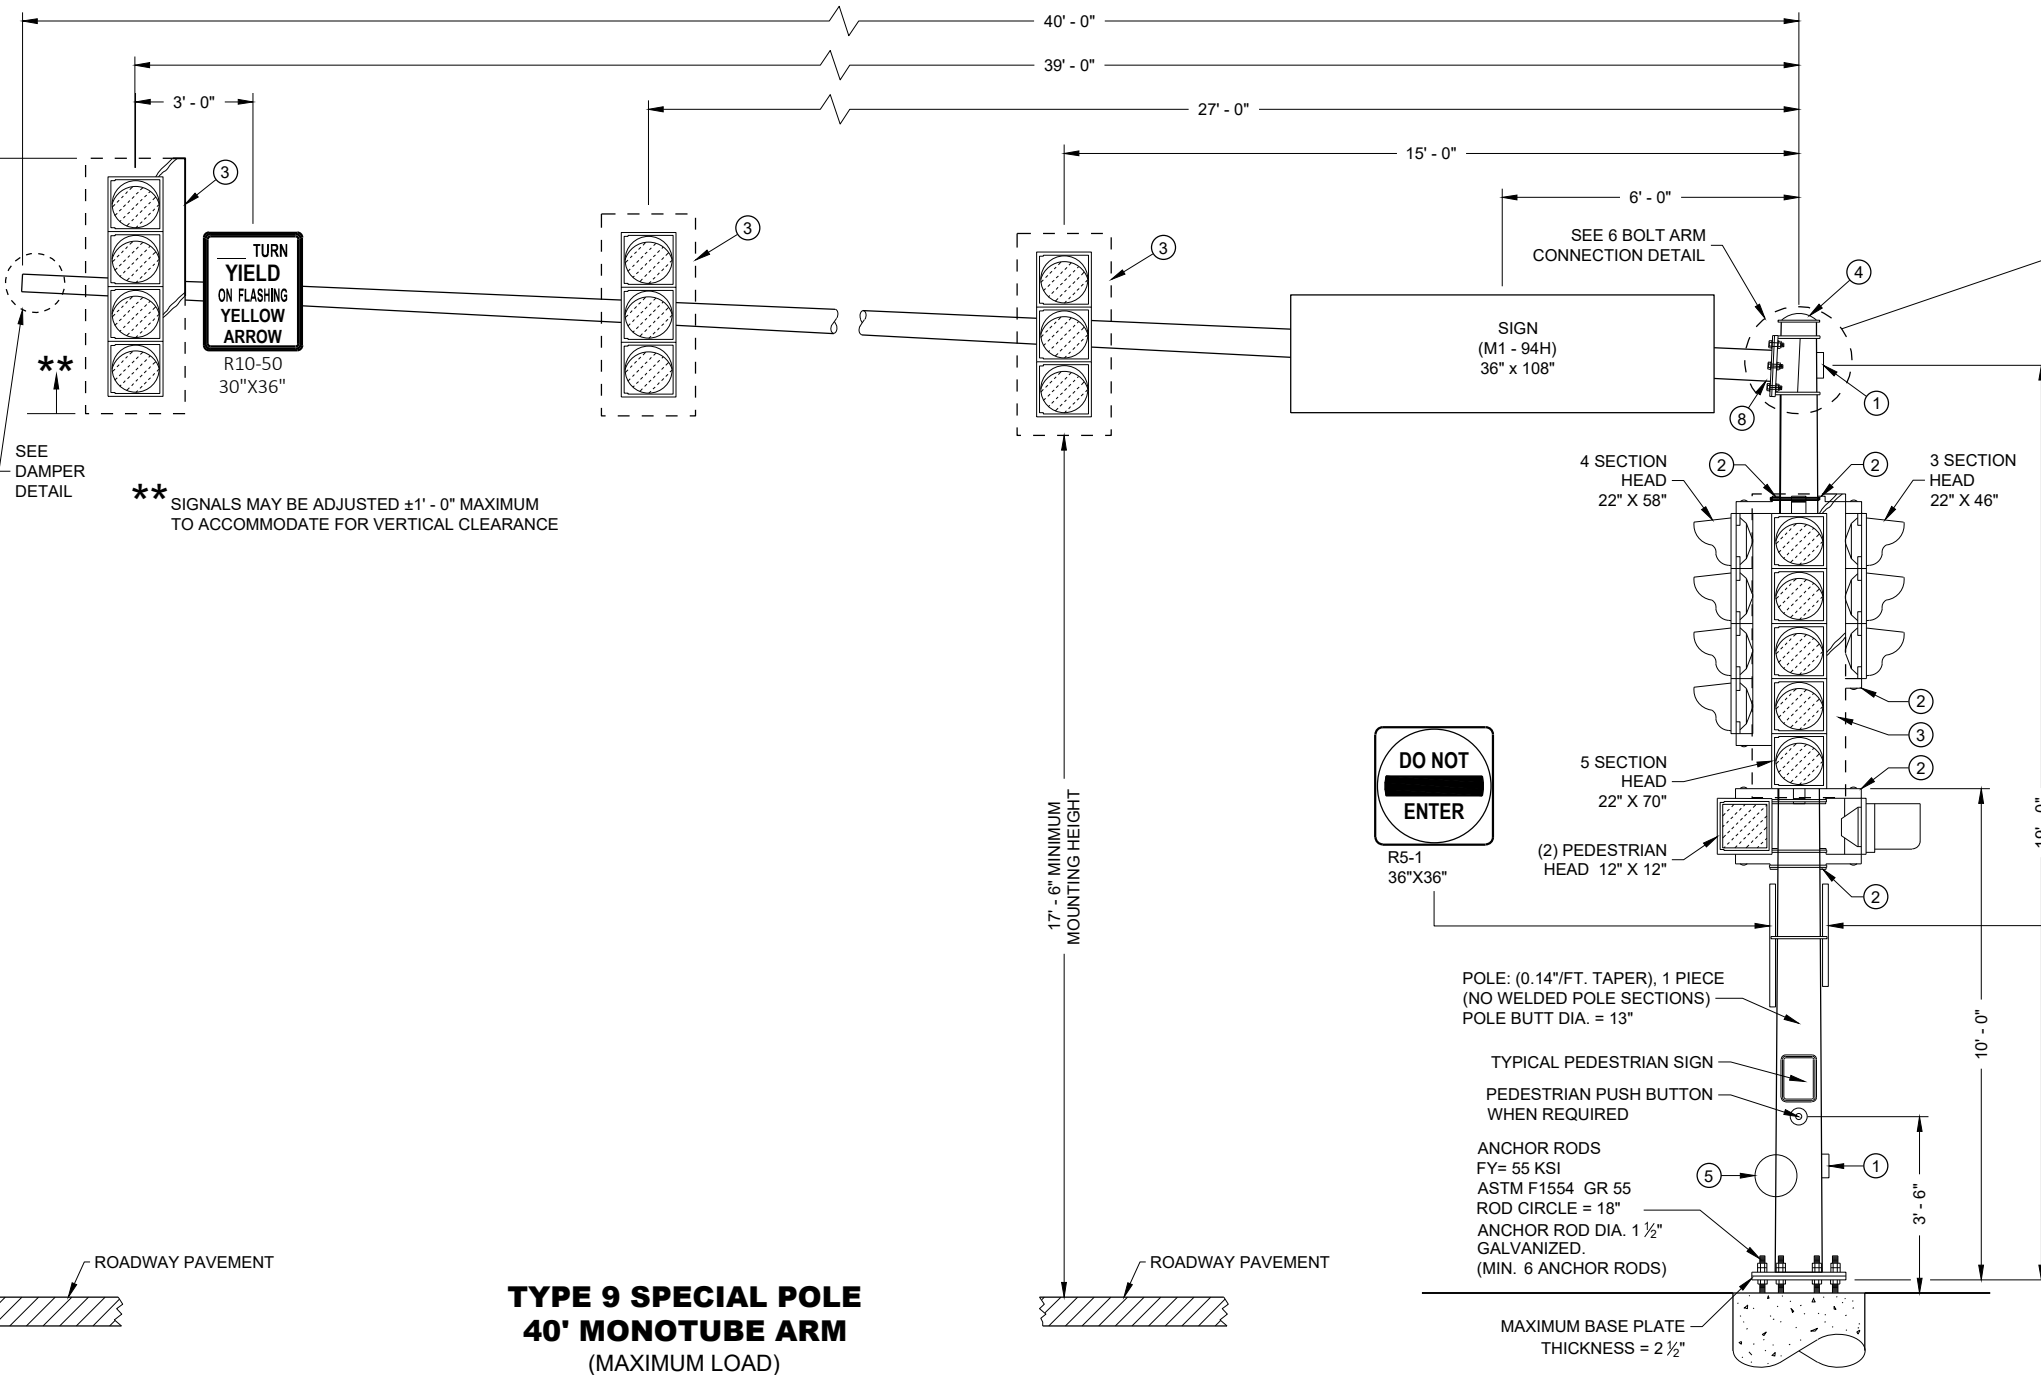 40' - 0"
39' - 0"
3' - 0"
27' - 0"
15' - 0"
6' - 0"
3
3
3
SEE 6 BOLT ARM
CONNECTION DETAIL
4
___ TURN
YIELD
ON FLASHING
YELLOW
ARROW
R10-50
30"X36"
**
SIGN
(M1 - 94H)
36" x 108"
8
1
SEE
DAMPER
DETAIL
** SIGNALS MAY BE ADJUSTED ±1' - 0" MAXIMUM
TO ACCOMMODATE FOR VERTICAL CLEARANCE
4 SECTION
HEAD
22" X 58"
2
2
3 SECTION
HEAD
22" X 46"
2
3
2
5 SECTION
HEAD
22" X 70"
DO NOT
ENTER
R5-1
36"X36"
(2) PEDESTRIAN
HEAD 12" X 12"
2
17' - 6" MINIMUM
MOUNTING HEIGHT
POLE: (0.14"/FT. TAPER), 1 PIECE
(NO WELDED POLE SECTIONS)
POLE BUTT DIA. = 13"
10' - 0"
TYPICAL PEDESTRIAN SIGN
PEDESTRIAN PUSH BUTTON
WHEN REQUIRED
ANCHOR RODS
FY= 55 KSI
ASTM F1554 GR 55
ROD CIRCLE = 18"
ANCHOR ROD DIA. 1 ½"
GALVANIZED.
(MIN. 6 ANCHOR RODS)
5
1
3' - 6"
ROADWAY PAVEMENT
ROADWAY PAVEMENT
MAXIMUM BASE PLATE
THICKNESS = 2 ½"
TYPE 9 SPECIAL POLE
40' MONOTUBE ARM
(MAXIMUM LOAD)